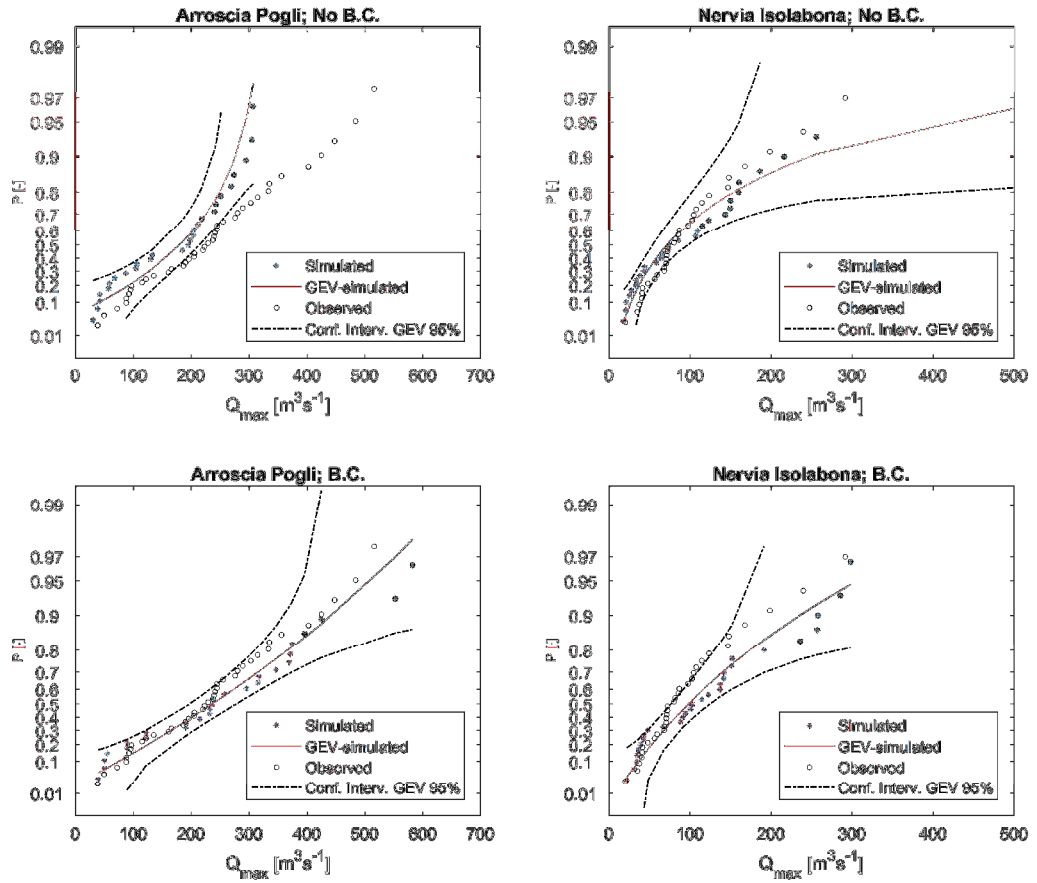 Arroscia Pogli; No B.C.
0.99
0.97
0.95
0.9
0.8
0.7
0.6
0.5
0.4
0.3
0.2
0.1
0.01
P [-]
Simulated
GEV-simulated
Observed
Conf. Interv. GEV 95%
0 100 200 300 400 500 600 700
Qmax [m³s⁻¹]
Nervia Isolabona; No B.C.
0.99
0.97
0.95
0.9
0.8
0.7
0.6
0.5
0.4
0.3
0.2
0.1
0.01
P [-]
Simulated
GEV-simulated
Observed
Conf. Interv. GEV 95%
0 100 200 300 400 500
Qmax [m³s⁻¹]
Arroscia Pogli; B.C.
0.99
0.97
0.95
0.9
0.8
0.7
0.6
0.5
0.4
0.3
0.2
0.1
0.01
P [-]
Simulated
GEV-simulated
Observed
Conf. Interv. GEV 95%
0 100 200 300 400 500 600 700
Qmax [m³s⁻¹]
Nervia Isolabona; B.C.
0.99
0.97
0.95
0.9
0.8
0.7
0.6
0.5
0.4
0.3
0.2
0.1
0.01
P [-]
Simulated
GEV-simulated
Observed
Conf. Interv. GEV 95%
0 100 200 300 400 500
Qmax [m³s⁻¹]